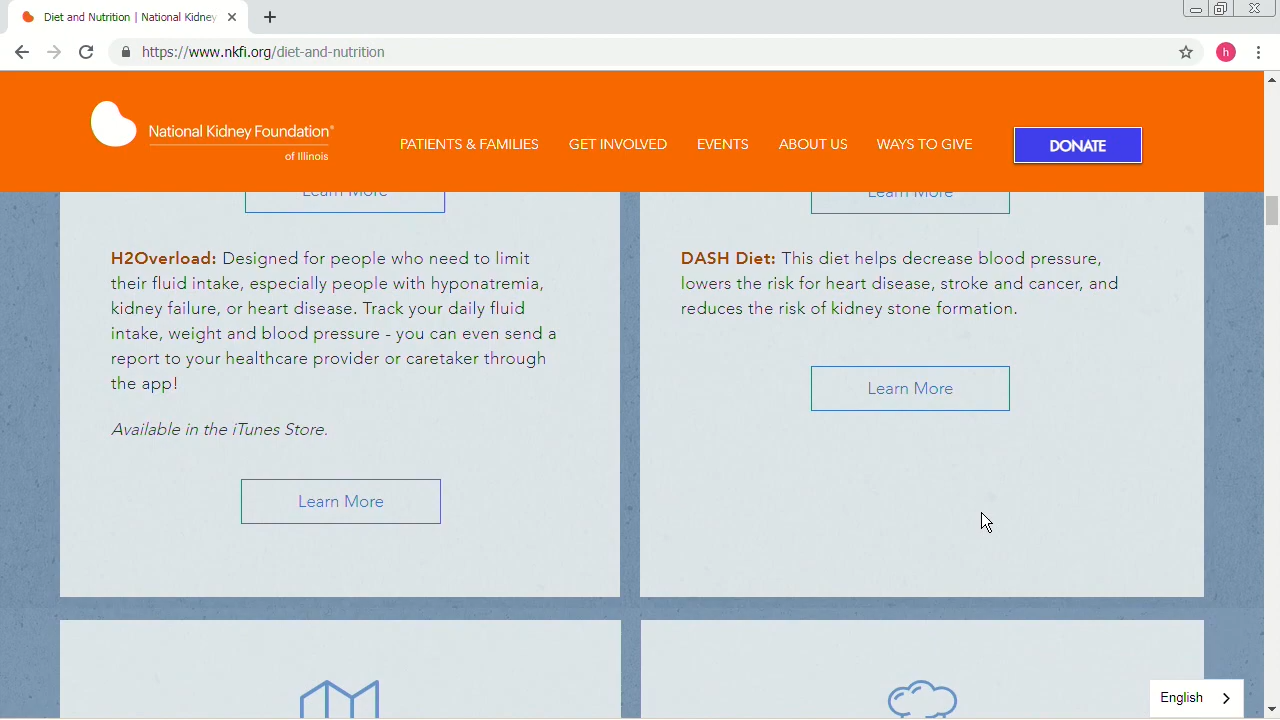 Diet and Nutrition | National Kidney
https://www.nkfi.org/diet-and-nutrition
h
National Kidney Foundation®
of Illinois
PATIENTS & FAMILIES
GET INVOLVED
EVENTS
ABOUT US
WAYS TO GIVE
DONATE
Learn More
H2Overload: Designed for people who need to limit
their fluid intake, especially people with hyponatremia,
kidney failure, or heart disease. Track your daily fluid
intake, weight and blood pressure - you can even send a
report to your healthcare provider or caretaker through
the app!
Available in the iTunes Store.
Learn More
Learn More
DASH Diet: This diet helps decrease blood pressure,
lowers the risk for heart disease, stroke and cancer, and
reduces the risk of kidney stone formation.
Learn More
English